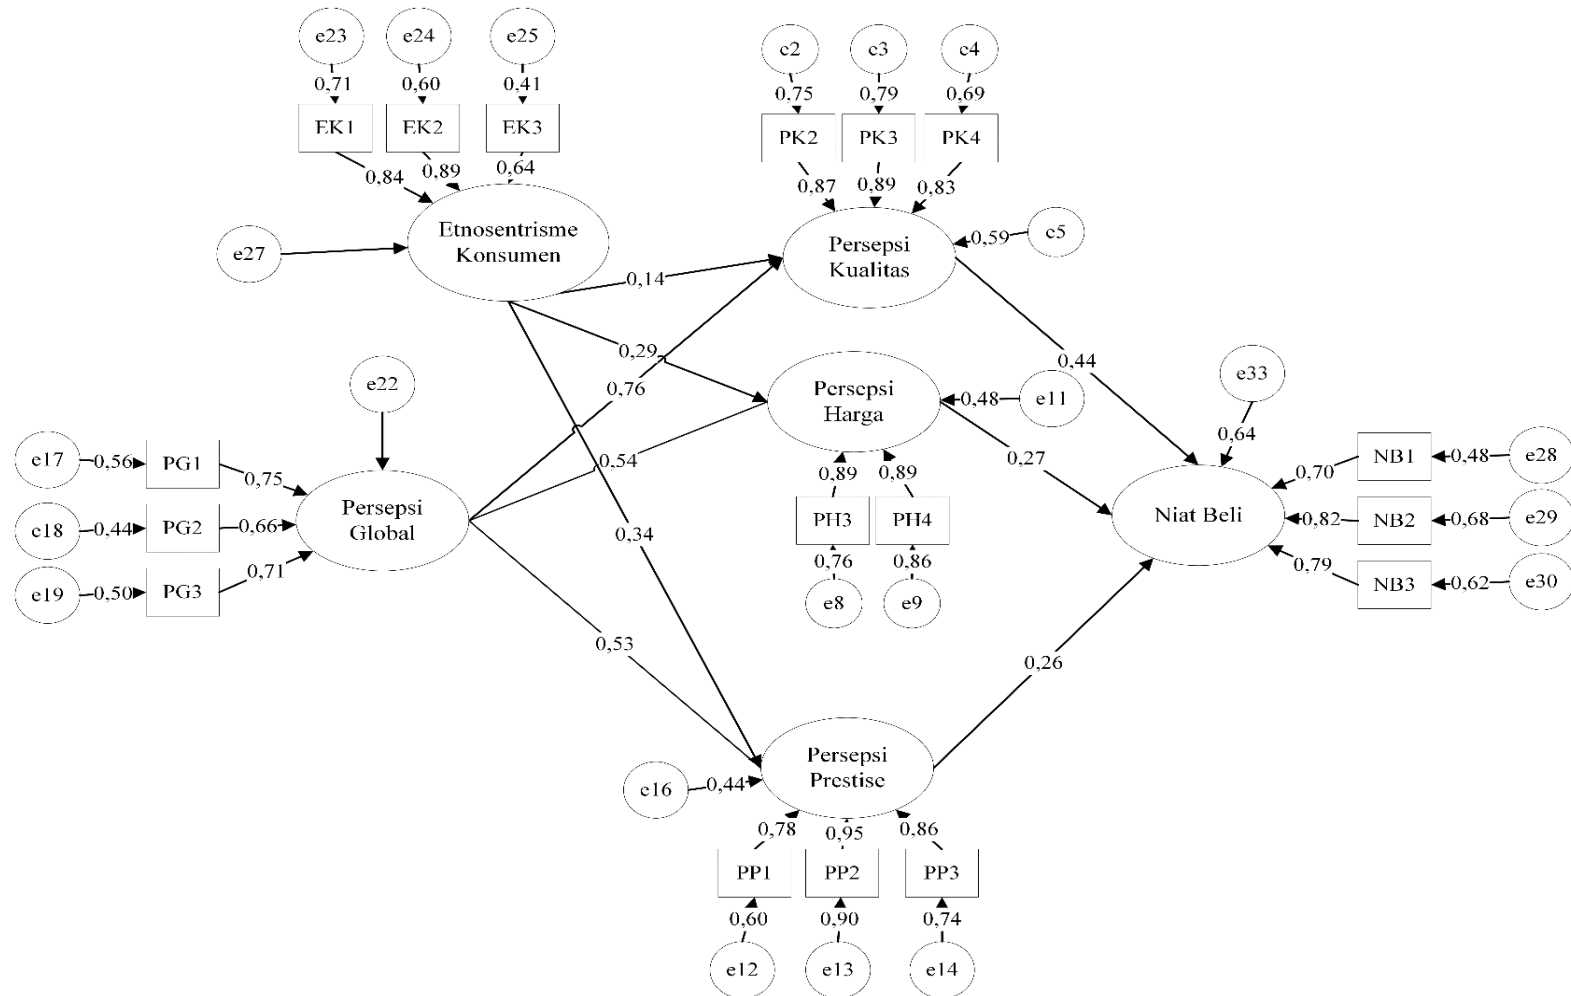 e23
e24
e25
0,71
0,60
0,41
EK1
EK2
EK3
0,84
0,89
0,64
Etnosentrisme
Konsumen
e27
e2
e3
e4
0,75
0,79
0,69
PK2
PK3
PK4
0,87
0,89
0,83
Persepsi
Kualitas
0,59
e5
0,14
0,29
0,76
0,54
0,34
0,53
e22
e17
0,56
PG1
0,75
e18
0,44
PG2
0,66
e19
0,50
PG3
0,71
Persepsi
Global
Persepsi
Harga
0,48
e11
0,89
0,89
PH3
PH4
0,76
0,86
e8
e9
0,44
0,27
0,26
e33
0,64
Niat Beli
0,70
NB1
0,48
e28
0,82
NB2
0,68
e29
0,79
NB3
0,62
e30
Persepsi
Prestise
e16
0,44
0,78
0,95
0,86
PP1
PP2
PP3
0,60
0,90
0,74
e12
e13
e14